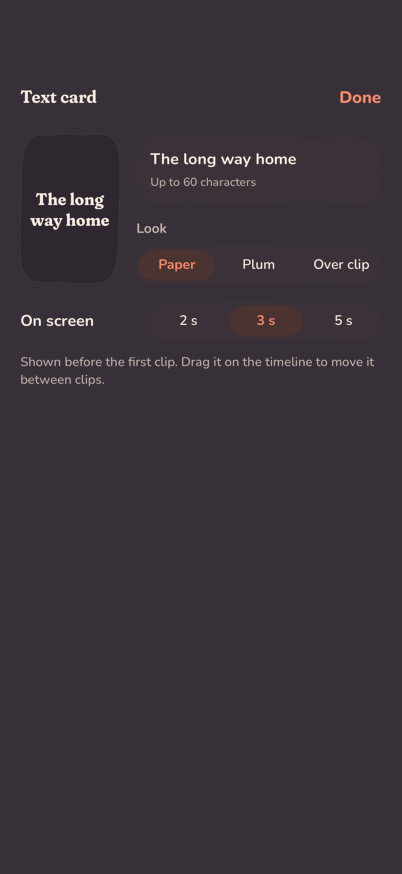 Text card
Done
The long
way home
The long way home
Up to 60 characters
Look
Paper
Plum
Over clip
On screen
2 s
3 s
5 s
Shown before the first clip. Drag it on the timeline to move it
between clips.